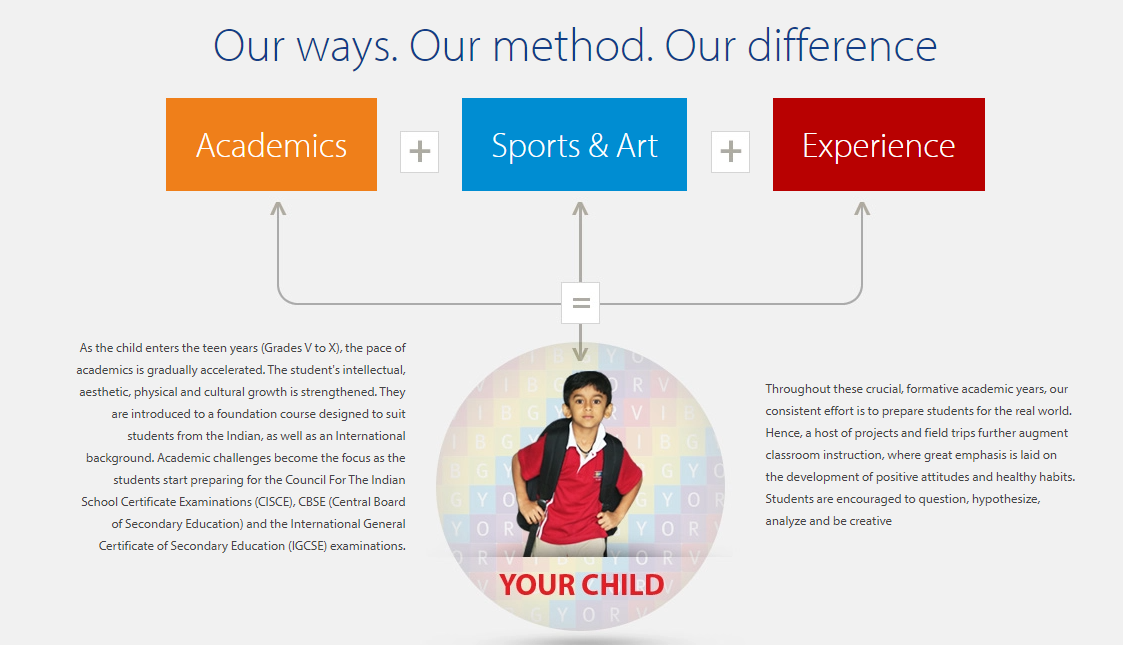 Our ways. Our method. Our difference
Academics
+
Sports & Art
+
Experience
=
As the child enters the teen years (Grades V to X), the pace of
academics is gradually accelerated. The student's intellectual,
aesthetic, physical and cultural growth is strengthened. They
are introduced to a foundation course designed to suit
students from the Indian, as well as an International
background. Academic challenges become the focus as the
students start preparing for the Council For The Indian
School Certificate Examinations (CISCE), CBSE (Central Board
of Secondary Education) and the International General
Certificate of Secondary Education (IGCSE) examinations.
YOUR CHILD
Throughout these crucial, formative academic years, our
consistent effort is to prepare students for the real world.
Hence, a host of projects and field trips further augment
classroom instruction, where great emphasis is laid on
the development of positive attitudes and healthy habits.
Students are encouraged to question, hypothesize,
analyze and be creative